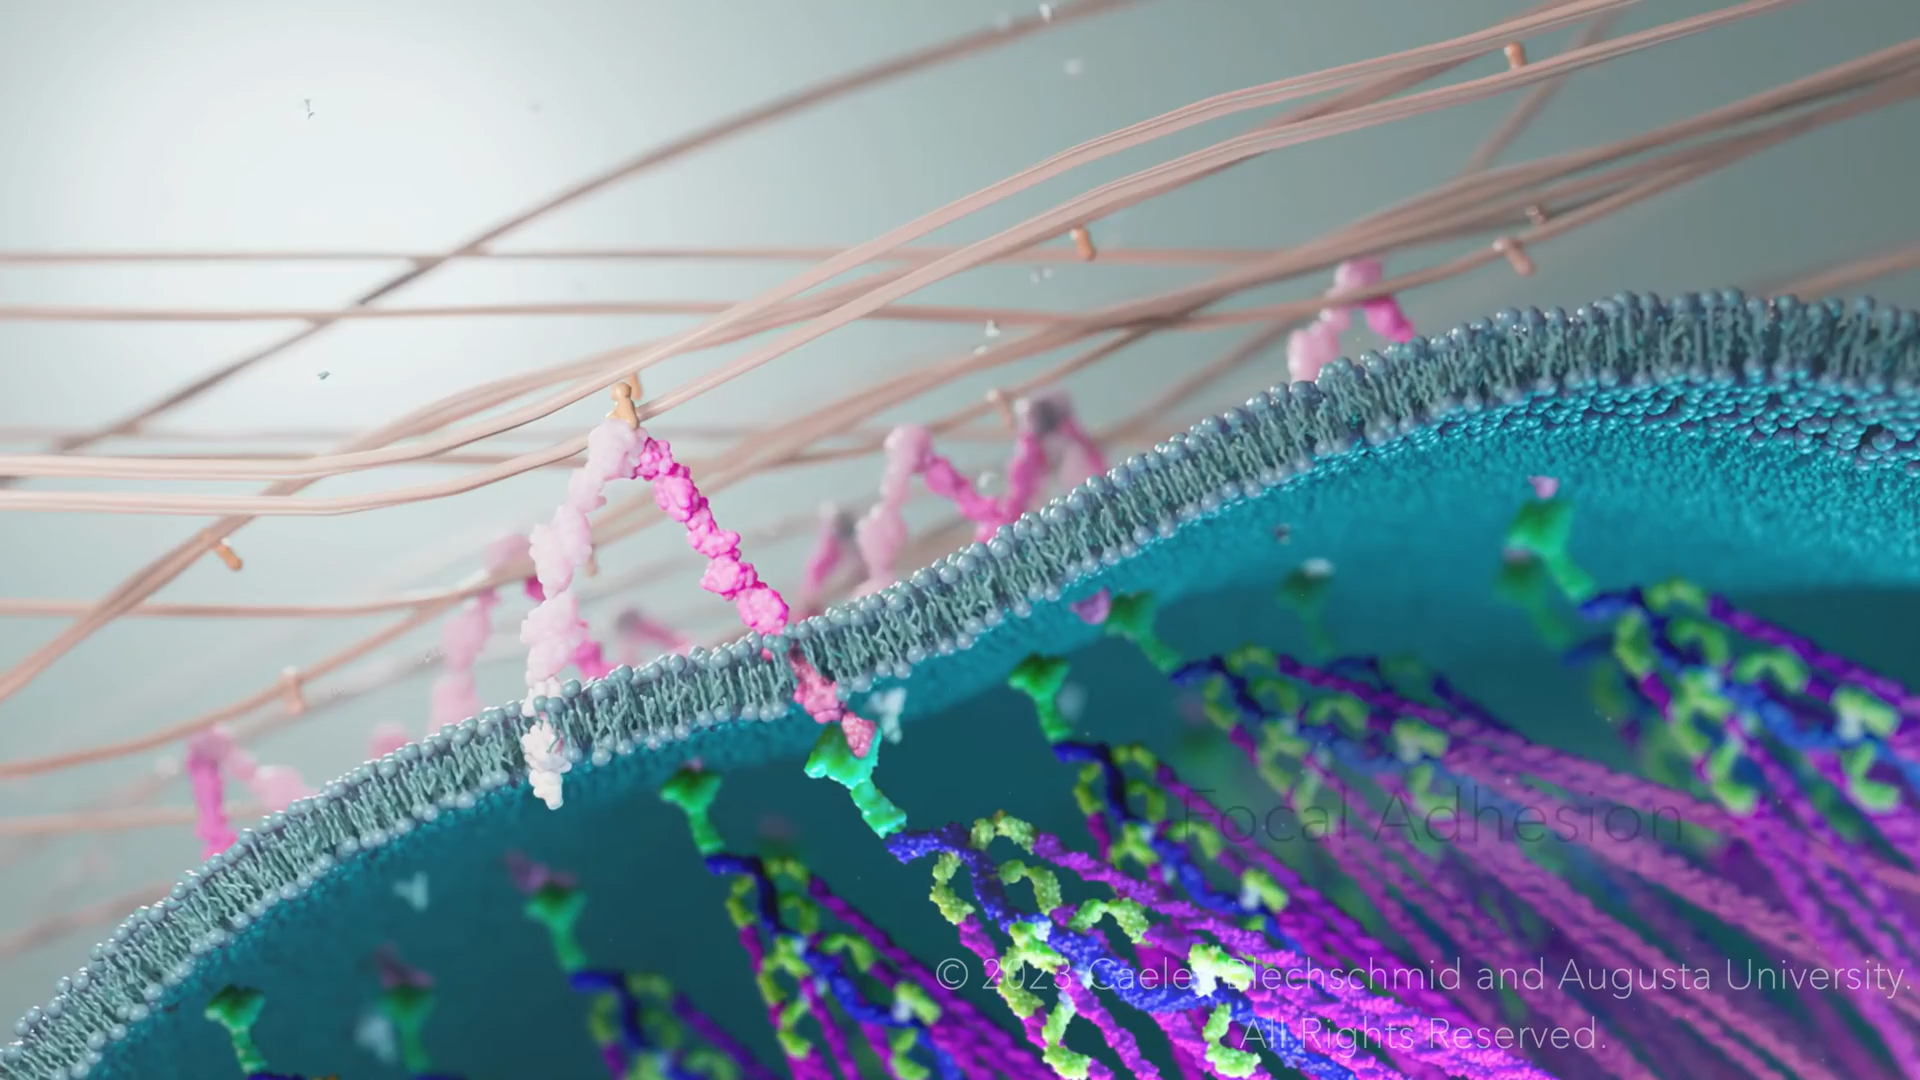 Focal Adhesion
© 2023 Caeley Blechschmid and Augusta University.
All Rights Reserved.